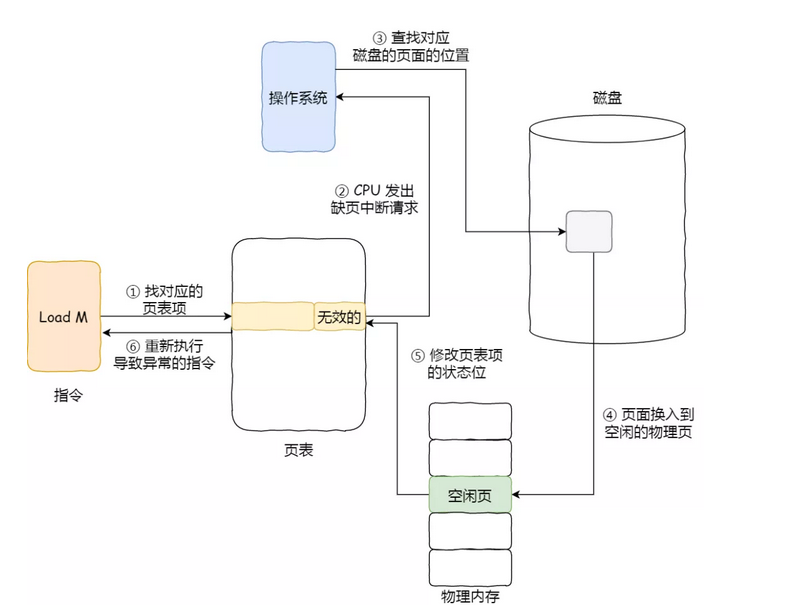 ③ 查找对应
磁盘的页面的位置
操作系统
磁盘
② CPU 发出
缺页中断请求
① 找对应的
页表项
Load M
无效的
⑥ 重新执行
导致异常的指令
⑤ 修改页表项
的状态位
指令
④ 页面换入到
空闲的物理页
页表
空闲页
物理内存